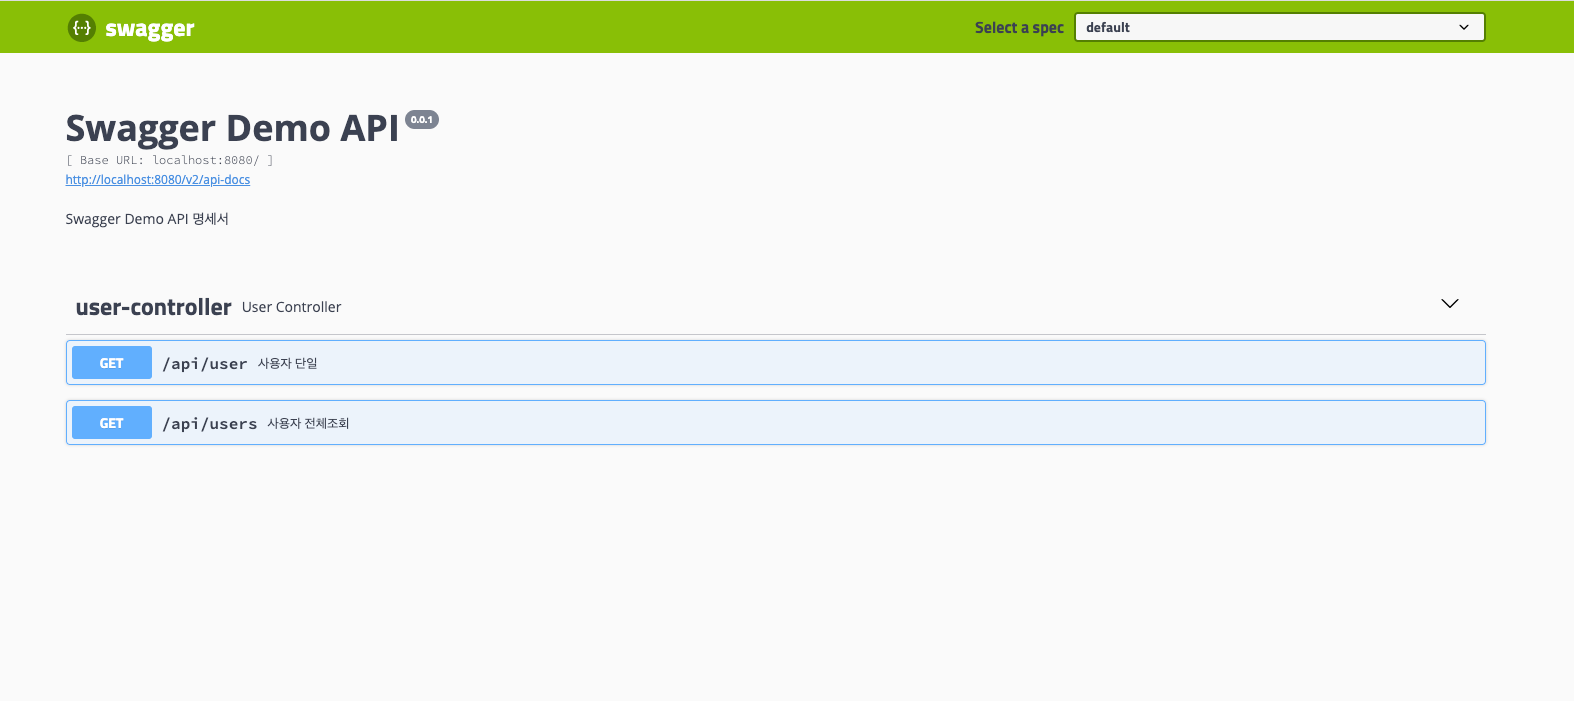 {···} swagger
Select a spec default
Swagger Demo API 0.0.1
[ Base URL: localhost:8080/ ]
http://localhost:8080/v2/api-docs
Swagger Demo API 명세서
user-controller User Controller
GET /api/user 사용자 단일
GET /api/users 사용자 전체조회